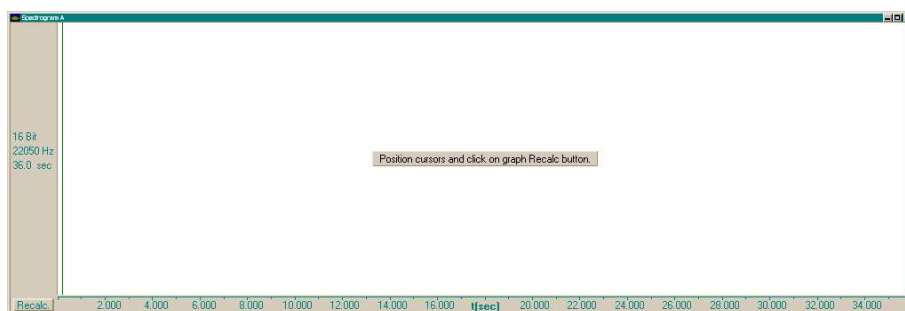 Spectrogram A
16 Bit
22050 Hz
36.0 sec
Position cursors and click on graph Recalc button.
Recalc. 2.000 4.000 6.000 8.000 10.000 12.000 14.000 16.000 t(sec) 20.000 22.000 24.000 26.000 28.000 30.000 32.000 34.000